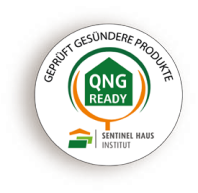 GEPRÜFT GESÜNDERE PRODUKTE
QNG
READY
SENTINEL HAUS
INSTITUT